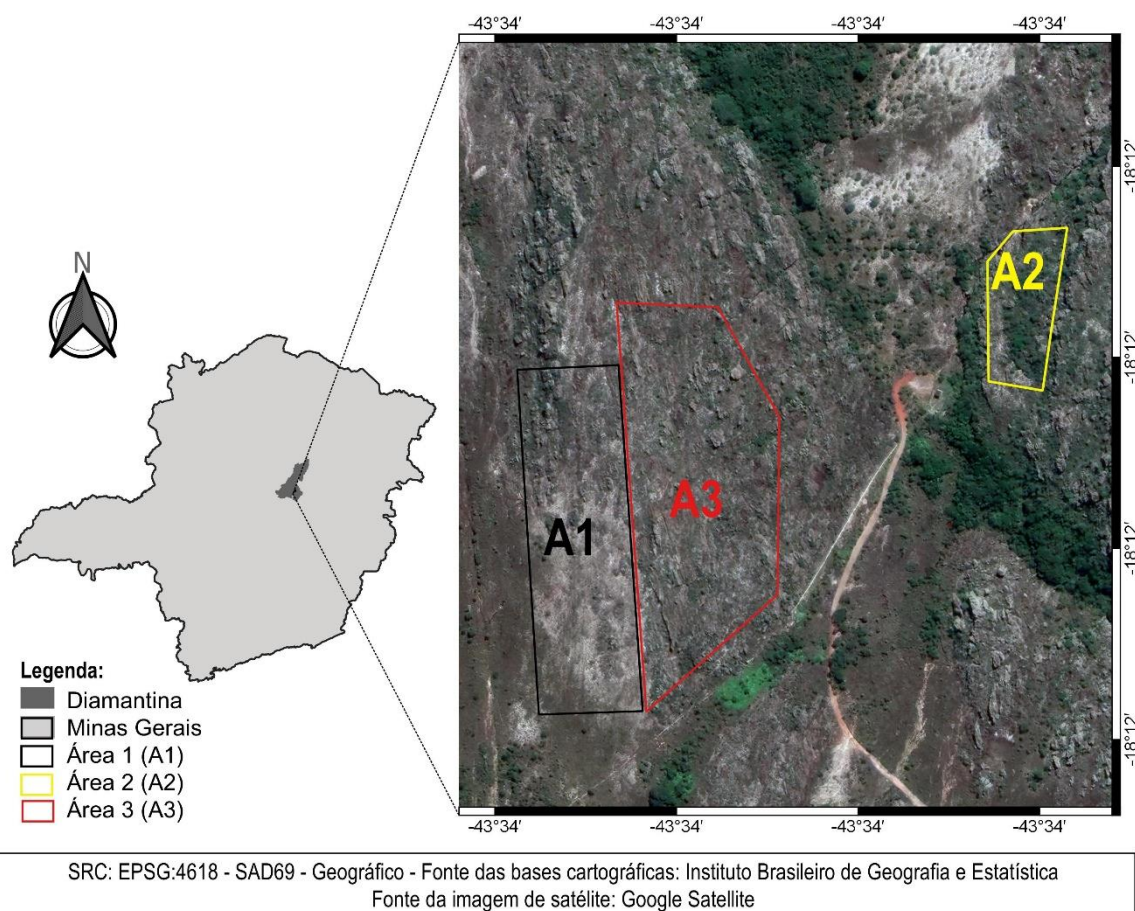 -43°34′ -43°34′ -43°34′ -43°34′
-18°12′
A2
-18°12′
N
A3
A1
-18°12′
Legenda:
Diamantina
Minas Gerais
Área 1 (A1)
Área 2 (A2)
Área 3 (A3)
-18°12′
-43°34′ -43°34′ -43°34′ -43°34′
SRC: EPSG:4618 - SAD69 - Geográfico - Fonte das bases cartográficas: Instituto Brasileiro de Geografia e Estatística
Fonte da imagem de satélite: Google Satellite